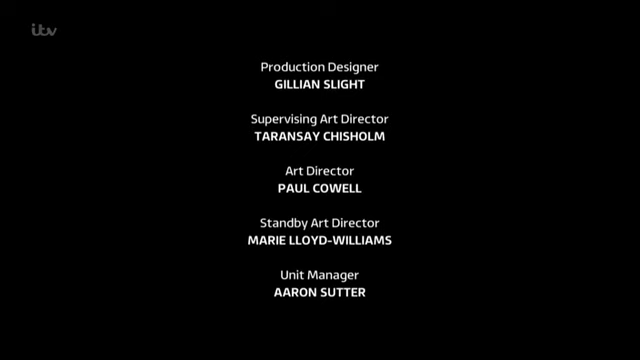 itv
Production Designer
GILLIAN SLIGHT
Supervising Art Director
TARANSAY CHISHOLM
Art Director
PAUL COWELL
Standby Art Director
MARIE LLOYD-WILLIAMS
Unit Manager
AARON SUTTER